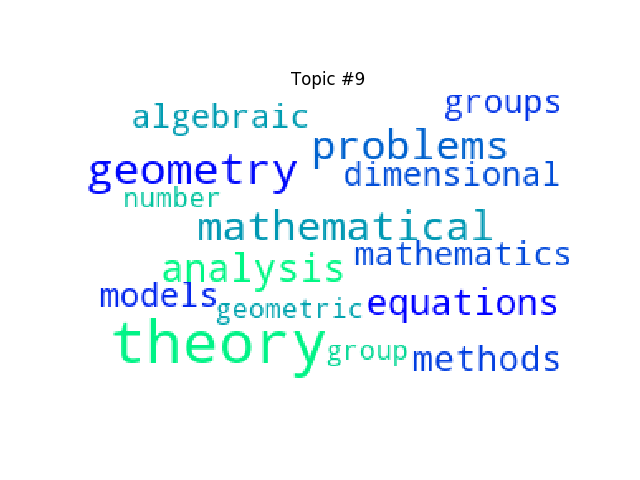 Topic #9
groups
algebraic
problems
geometry
dimensional
number
mathematical
mathematics
analysis
models
geometric
equations
theory
group
methods